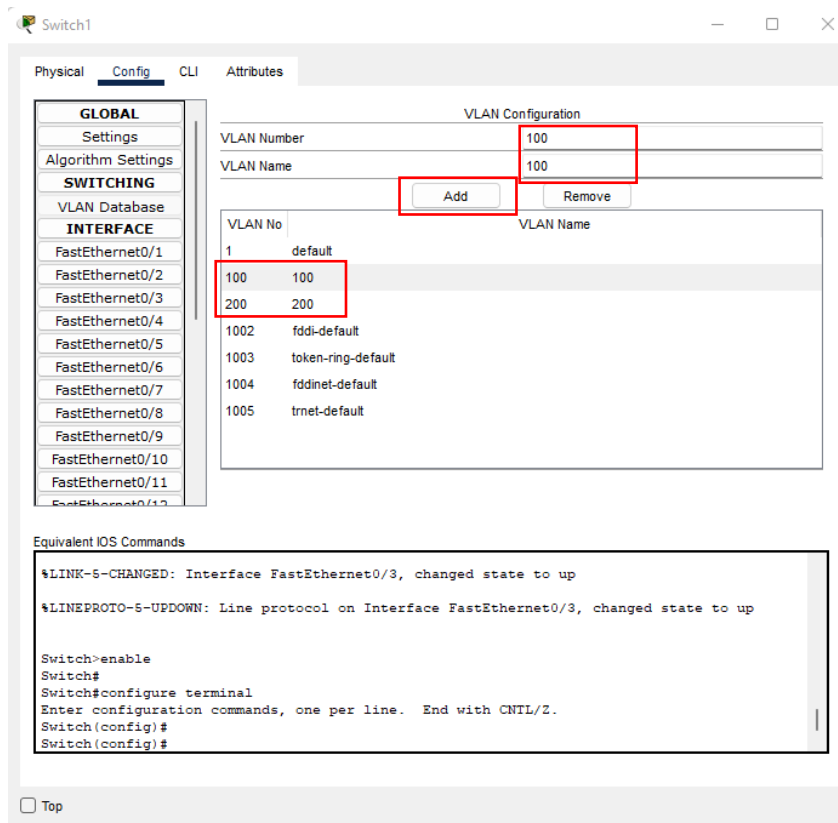 Switch1
Physical Config CLI Attributes
GLOBAL
Settings
Algorithm Settings
SWITCHING
VLAN Database
INTERFACE
FastEthernet0/1
FastEthernet0/2
FastEthernet0/3
FastEthernet0/4
FastEthernet0/5
FastEthernet0/6
FastEthernet0/7
FastEthernet0/8
FastEthernet0/9
FastEthernet0/10
FastEthernet0/11
FastEthernet0/12
VLAN Configuration
VLAN Number 100
VLAN Name 100
Add Remove
VLAN No VLAN Name
1 default
100 100
200 200
1002 fddi-default
1003 token-ring-default
1004 fddinet-default
1005 trnet-default
Equivalent IOS Commands
%LINK-5-CHANGED: Interface FastEthernet0/3, changed state to up
%LINEPROTO-5-UPDOWN: Line protocol on Interface FastEthernet0/3, changed state to up
Switch>enable
Switch#
Switch#configure terminal
Enter configuration commands, one per line. End with CNTL/Z.
Switch(config)#
Switch(config)#
Top